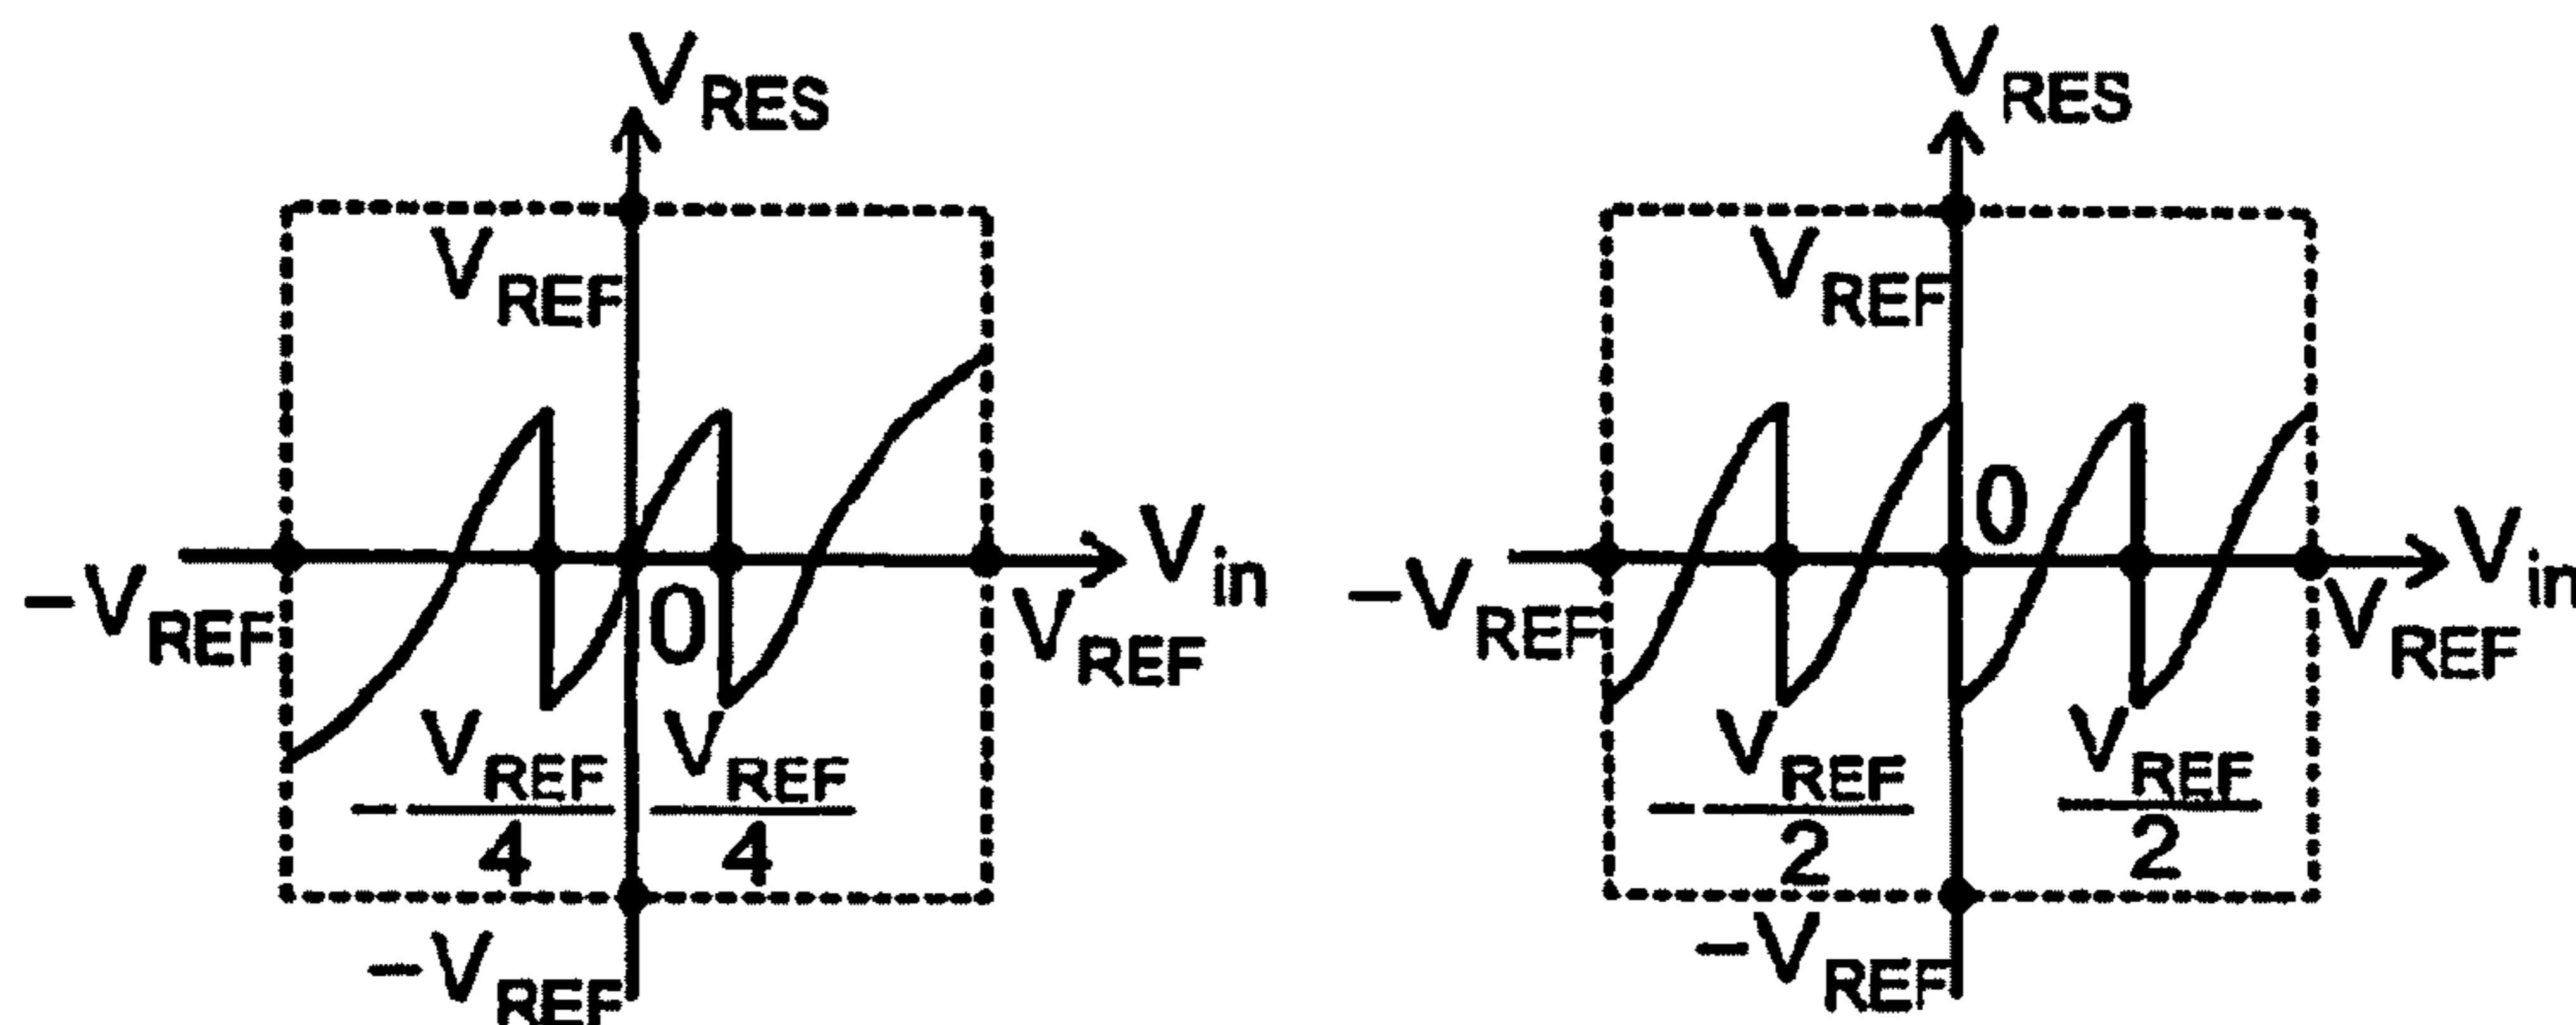 V_RES
V_REF
0
V_in
-V_REF
V_REF
-V_REF/4
V_REF/4
-V_REF
V_RES
V_REF
0
V_in
-V_REF
V_REF
-V_REF/2
V_REF/2
-V_REF